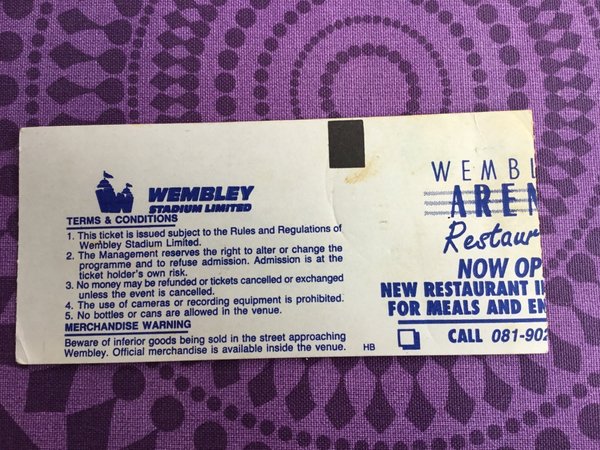 WEMBLEY
STADIUM LIMITED
TERMS & CONDITIONS
1. This ticket is issued subject to the Rules and Regulations of
Wembley Stadium Limited.
2. The Management reserves the right to alter or change the
programme and to refuse admission. Admission is at the
ticket holder's own risk.
3. No money may be refunded or tickets cancelled or exchanged
unless the event is cancelled.
4. The use of cameras or recording equipment is prohibited.
5. No bottles or cans are allowed in the venue.
MERCHANDISE WARNING
Beware of inferior goods being sold in the street approaching
Wembley. Official merchandise is available inside the venue.
HB
WEMBL
AREN
Restaur
NOW OP
NEW RESTAURANT I
FOR MEALS AND EN
CALL 081-902